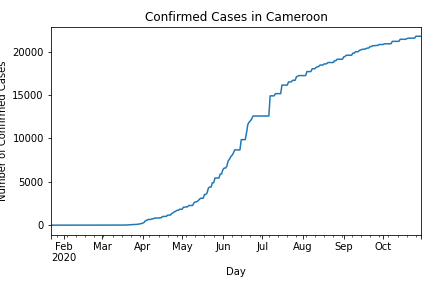 Confirmed Cases in Cameroon
Number of Confirmed Cases
20000
15000
10000
5000
0
Feb Mar Apr May Jun Jul Aug Sep Oct
2020
Day